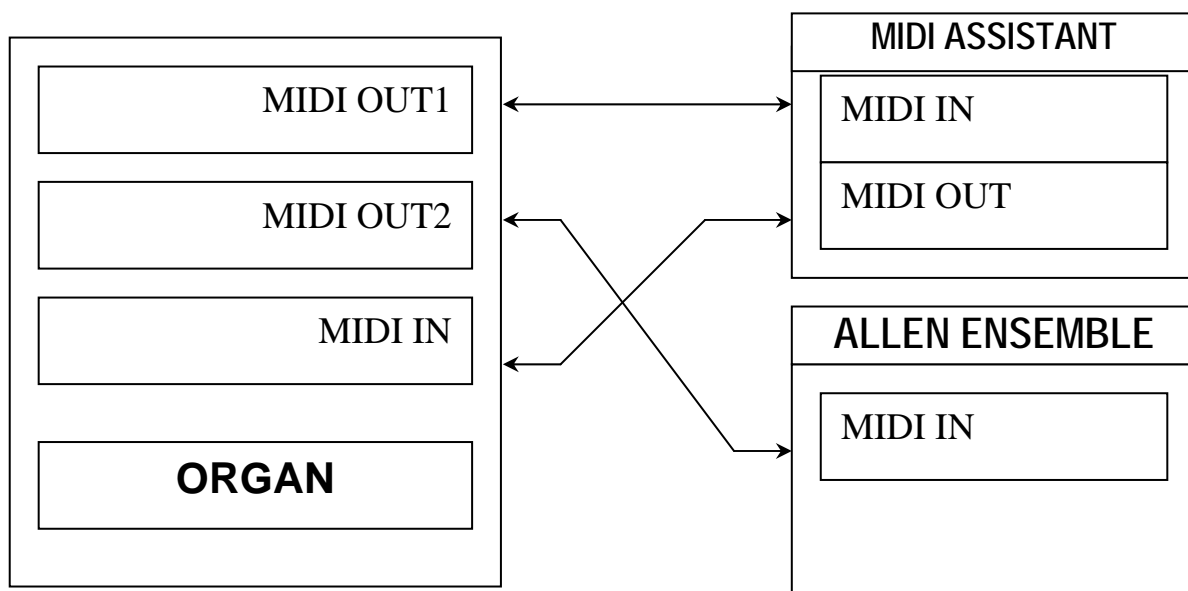 MIDI OUT1
MIDI OUT2
MIDI IN
ORGAN
MIDI ASSISTANT
MIDI IN
MIDI OUT
ALLEN ENSEMBLE
MIDI IN